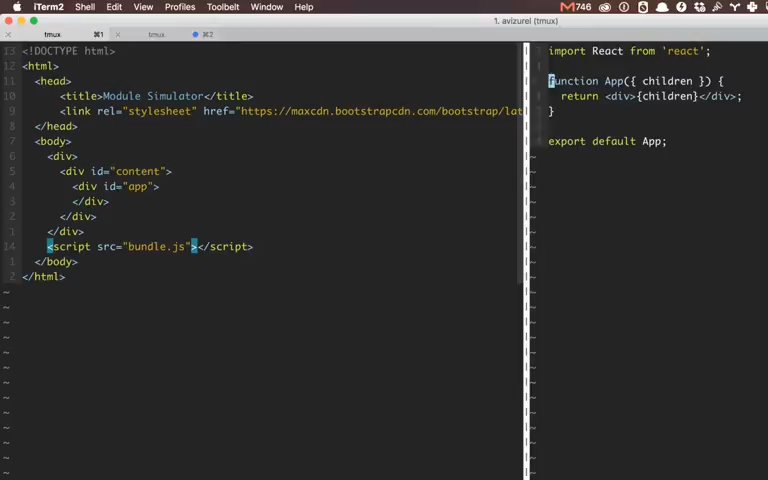 iTerm2 Shell Edit View Profiles Toolbelt Window Help 746
1. avizurel (tmux)
tmux ⌘1 tmux ⌘2
13 <!DOCTYPE html>
12 <html>
11 <head>
10 <title>Module Simulator</title>
9 <link rel="stylesheet" href="https://maxcdn.bootstrapcdn.com/bootstrap/lat
8 </head>
7 <body>
6 <div>
5 <div id="content">
4 <div id="app">
3 </div>
2 </div>
1 </div>
14 <script src="bundle.js"></script>
1 </body>
2 </html>
import React from 'react';
function App({ children }) {
return <div>{children}</div>;
}
export default App;